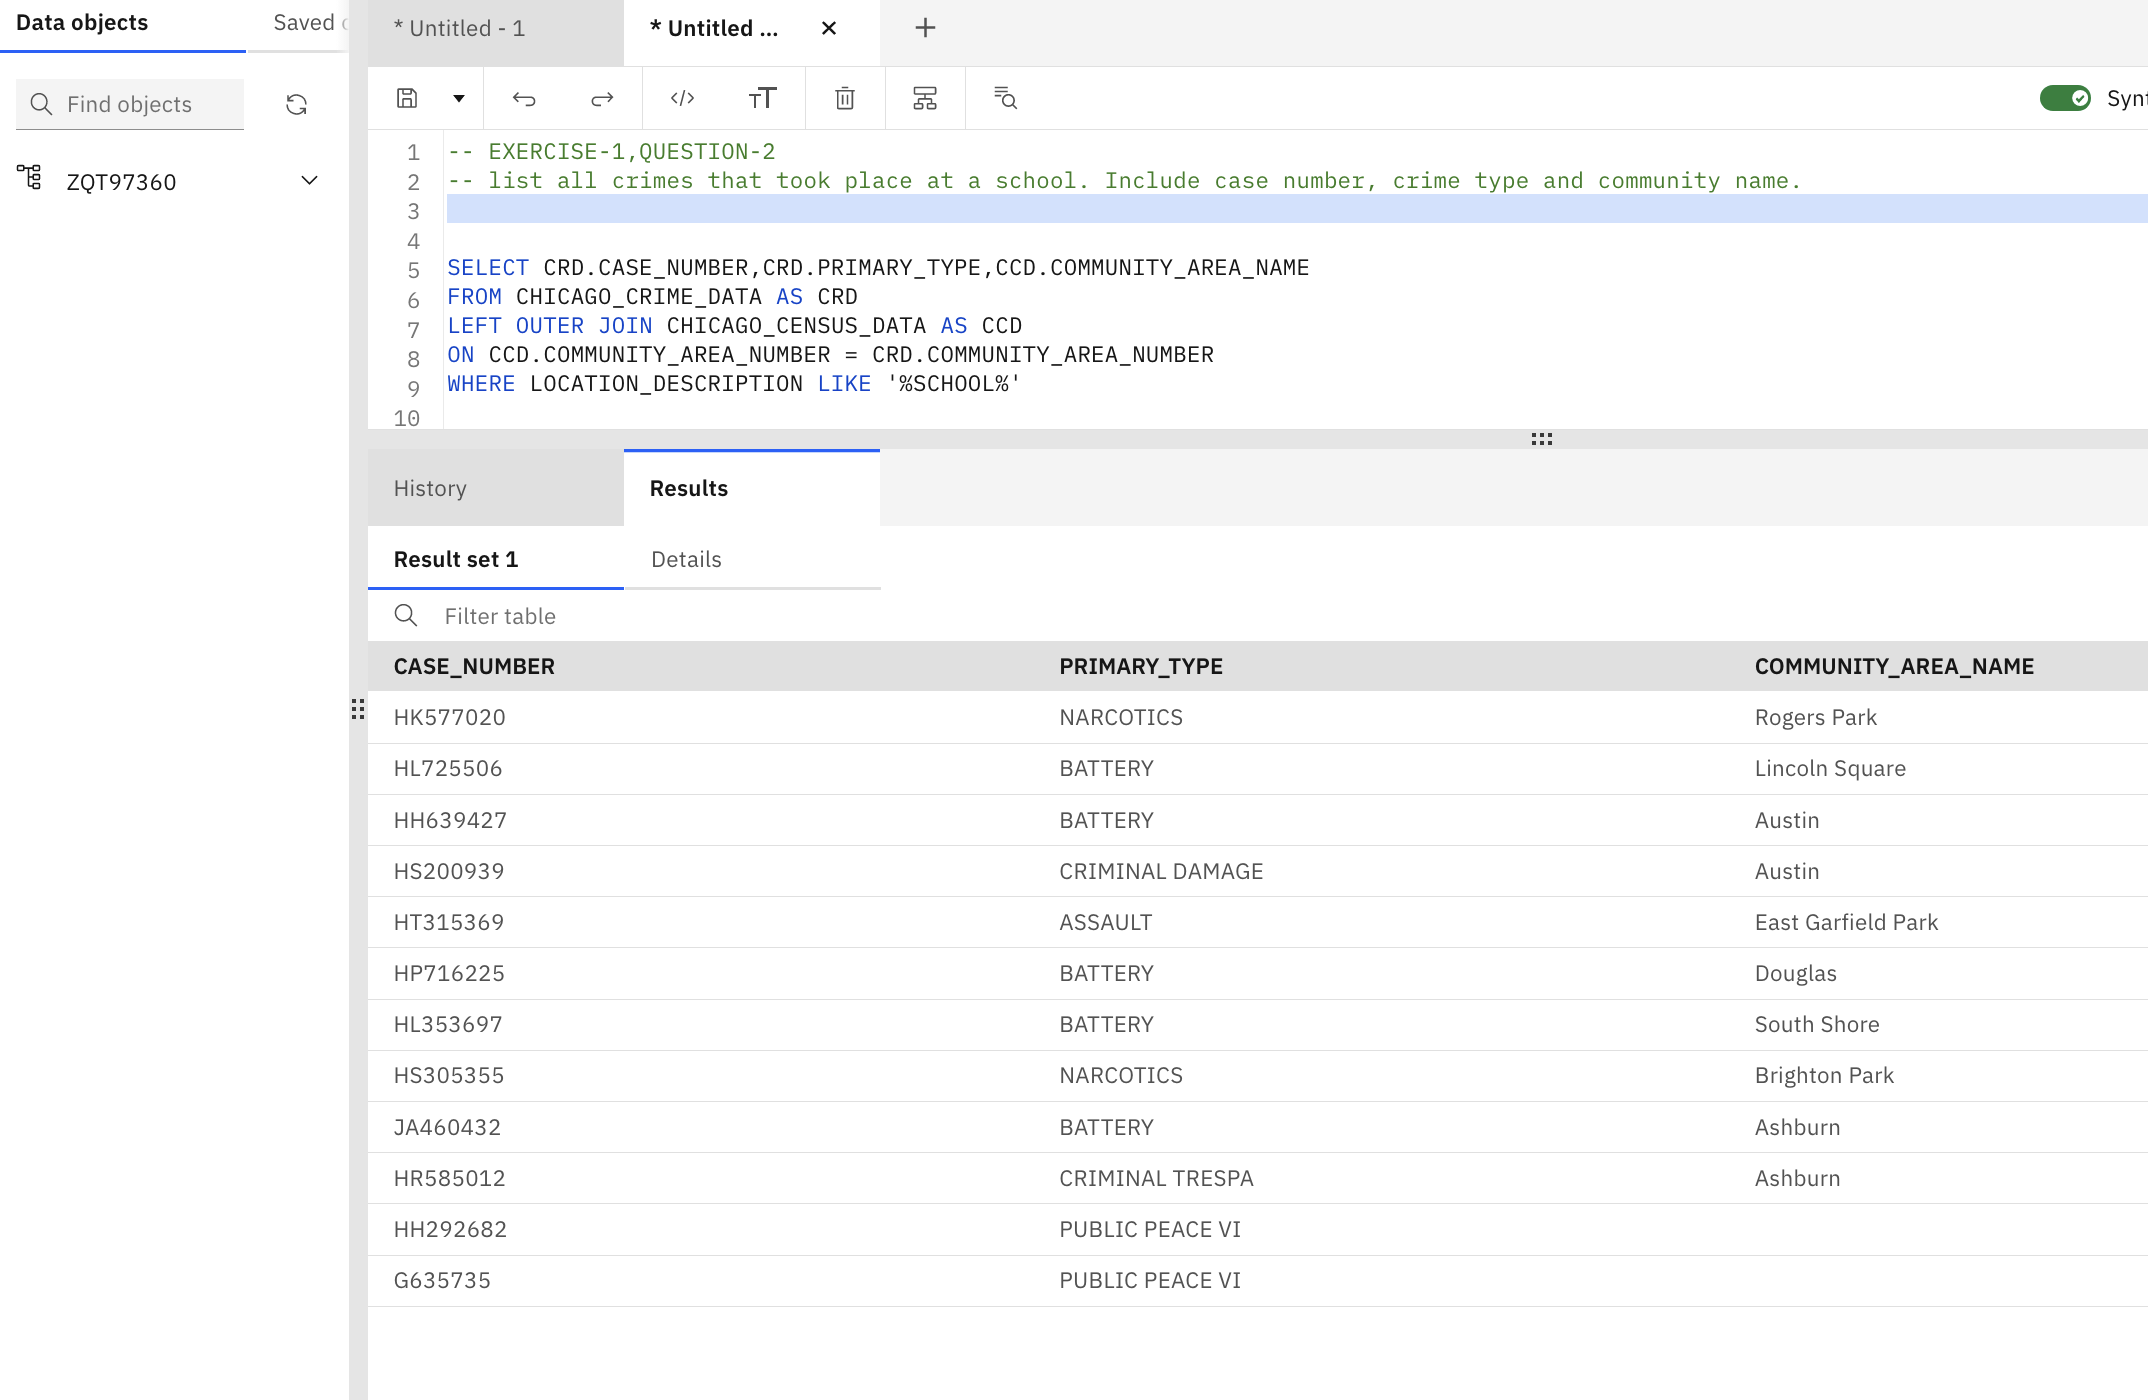 Data objects
Saved
* Untitled - 1
* Untitled ...
Find objects
ZQT97360
1 -- EXERCISE-1,QUESTION-2
2 -- list all crimes that took place at a school. Include case number, crime type and community name.
3
4
5 SELECT CRD.CASE_NUMBER,CRD.PRIMARY_TYPE,CCD.COMMUNITY_AREA_NAME
6 FROM CHICAGO_CRIME_DATA AS CRD
7 LEFT OUTER JOIN CHICAGO_CENSUS_DATA AS CCD
8 ON CCD.COMMUNITY_AREA_NUMBER = CRD.COMMUNITY_AREA_NUMBER
9 WHERE LOCATION_DESCRIPTION LIKE '%SCHOOL%'
10
History
Results
Result set 1
Details
Filter table
CASE_NUMBER PRIMARY_TYPE COMMUNITY_AREA_NAME
HK577020 NARCOTICS Rogers Park
HL725506 BATTERY Lincoln Square
HH639427 BATTERY Austin
HS200939 CRIMINAL DAMAGE Austin
HT315369 ASSAULT East Garfield Park
HP716225 BATTERY Douglas
HL353697 BATTERY South Shore
HS305355 NARCOTICS Brighton Park
JA460432 BATTERY Ashburn
HR585012 CRIMINAL TRESPA Ashburn
HH292682 PUBLIC PEACE VI
G635735 PUBLIC PEACE VI